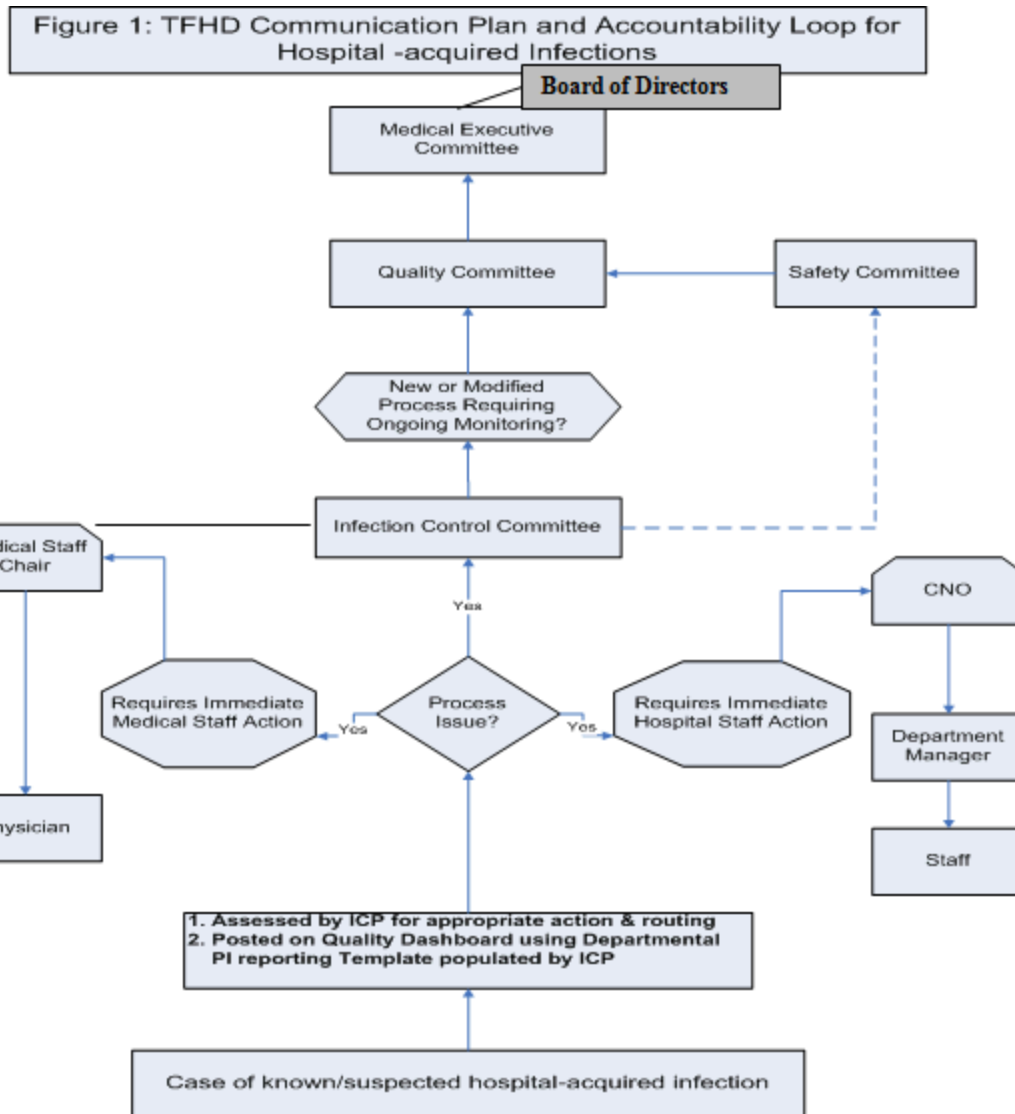 Figure 1: TFHD Communication Plan and Accountability Loop for
Hospital -acquired Infections
Board of Directors
Medical Executive
Committee
Quality Committee
Safety Committee
New or Modified
Process Requiring
Ongoing Monitoring?
Infection Control Committee
Staff
Chair
CNO
Yes
Requires Immediate
Medical Staff Action
Process
Issue?
Requires Immediate
Hospital Staff Action
Yes
Yes
Department
Manager
Staff
1. Assessed by ICP for appropriate action & routing
2. Posted on Quality Dashboard using Departmental
PI reporting Template populated by ICP
Case of known/suspected hospital-acquired infection